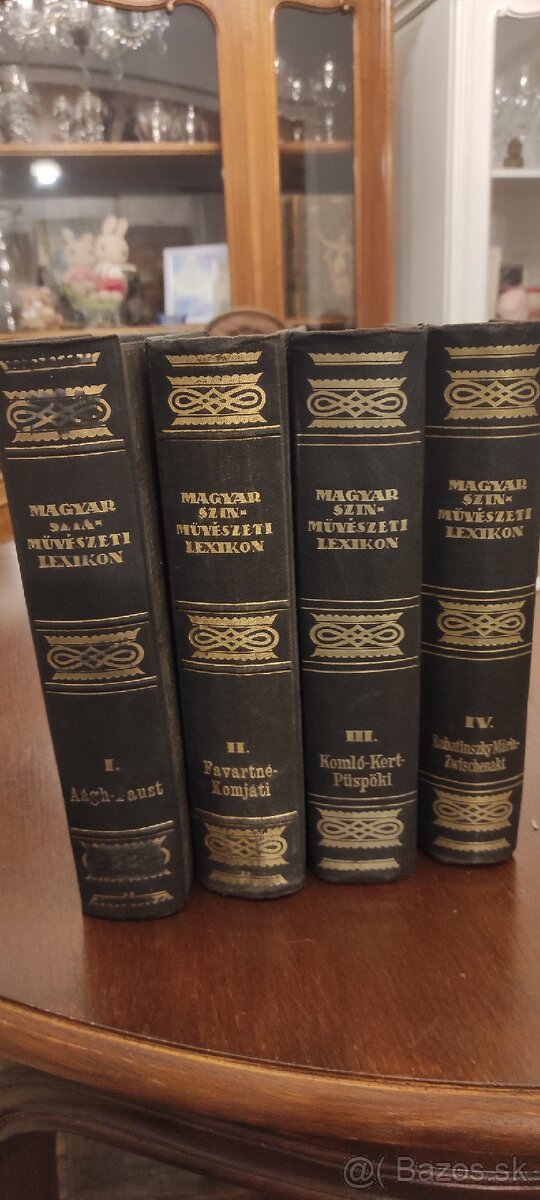 MAGYAR
SZIN-
MŰVÉSZETI
LEXIKON
I.
Aágh-Faust
MAGYAR
SZIN-
MŰVÉSZETI
LEXIKON
II.
Favartné-
Komjáti
MAGYAR
SZIN-
MŰVÉSZETI
LEXIKON
III.
Komló-Kert-
Püspöki
MAGYAR
SZIN-
MŰVÉSZETI
LEXIKON
IV.
Rabatinszky Mária-
Zwischenakt
@( Bazos.sk